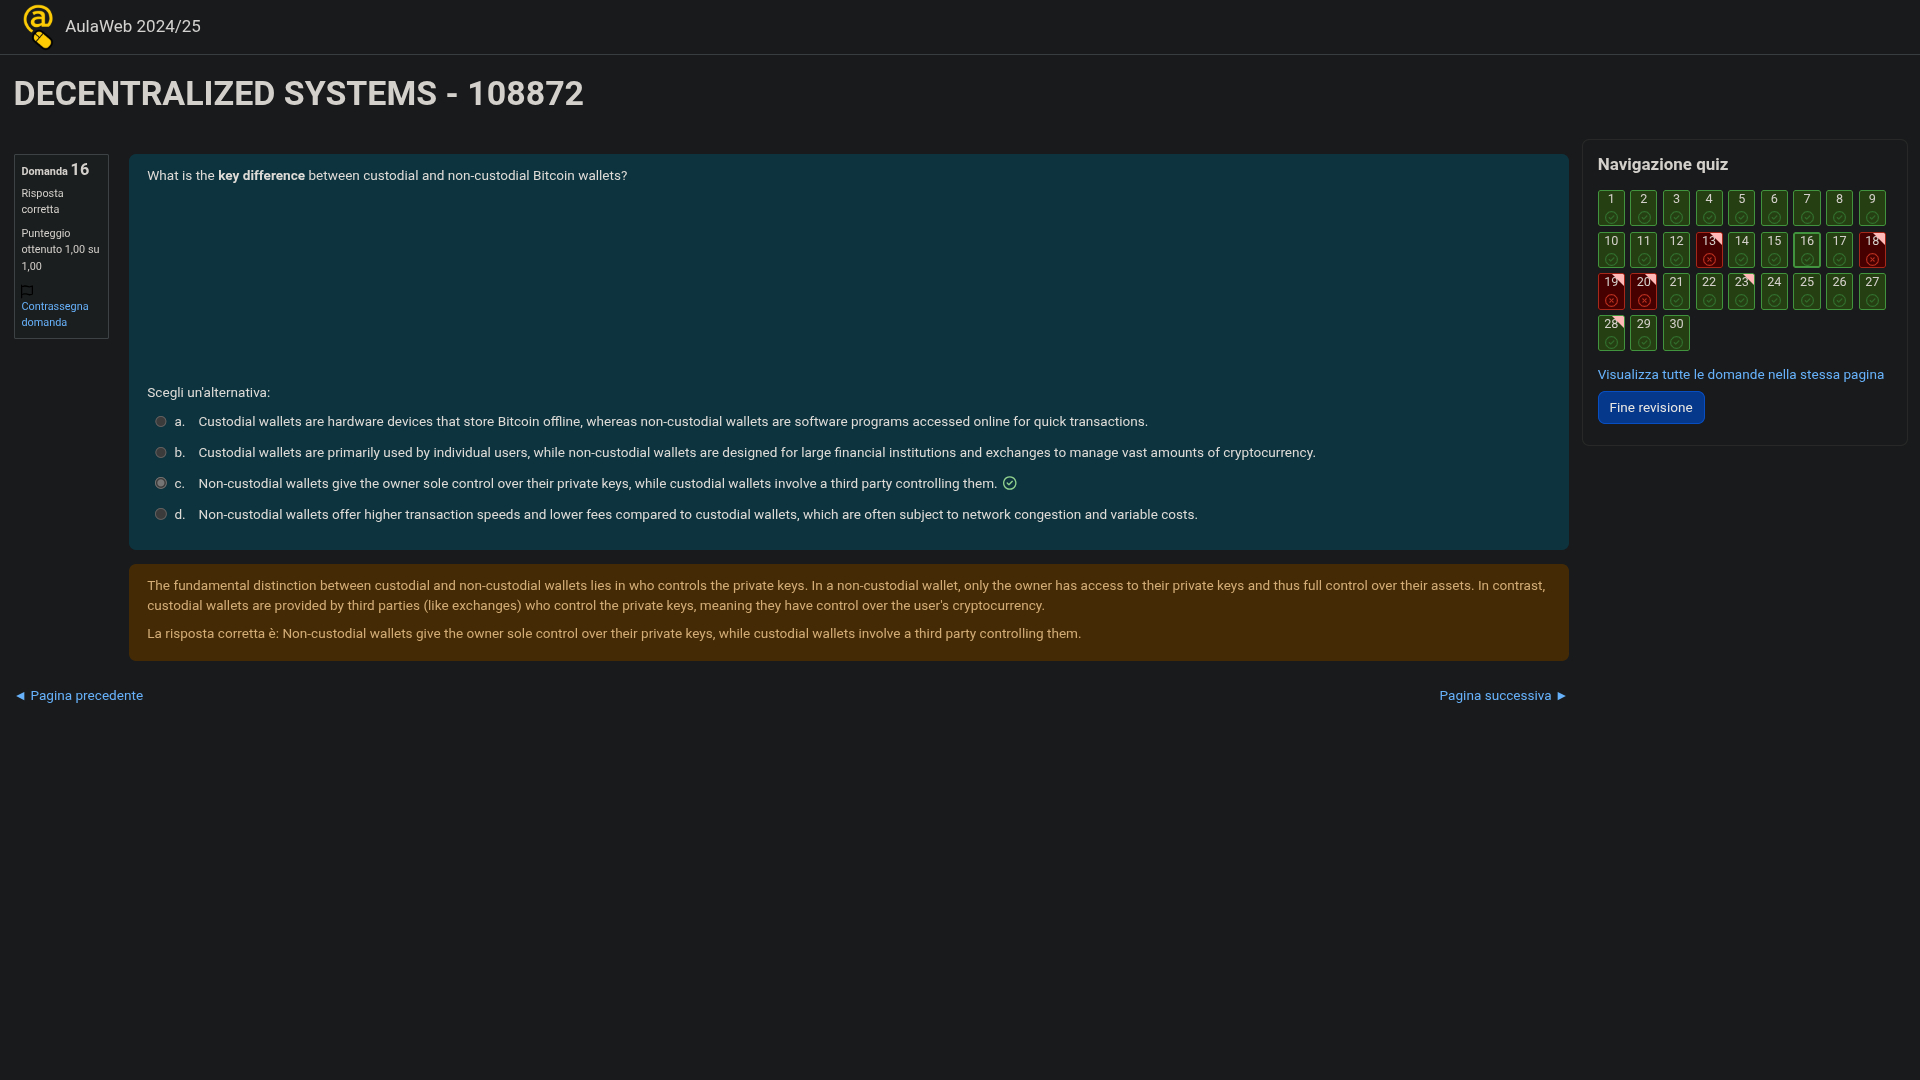 AulaWeb 2024/25
DECENTRALIZED SYSTEMS - 108872
Domanda 16
Risposta
corretta
Punteggio
ottenuto 1,00 su
1,00
Contrassegna
domanda
What is the key difference between custodial and non-custodial Bitcoin wallets?
Scegli un'alternativa:
a. Custodial wallets are hardware devices that store Bitcoin offline, whereas non-custodial wallets are software programs accessed online for quick transactions.
b. Custodial wallets are primarily used by individual users, while non-custodial wallets are designed for large financial institutions and exchanges to manage vast amounts of cryptocurrency.
c. Non-custodial wallets give the owner sole control over their private keys, while custodial wallets involve a third party controlling them.
d. Non-custodial wallets offer higher transaction speeds and lower fees compared to custodial wallets, which are often subject to network congestion and variable costs.
The fundamental distinction between custodial and non-custodial wallets lies in who controls the private keys. In a non-custodial wallet, only the owner has access to their private keys and thus full control over their assets. In contrast,
custodial wallets are provided by third parties (like exchanges) who control the private keys, meaning they have control over the user's cryptocurrency.
La risposta corretta è: Non-custodial wallets give the owner sole control over their private keys, while custodial wallets involve a third party controlling them.
◄ Pagina precedente
Pagina successiva ►
Navigazione quiz
1 2 3 4 5 6 7 8 9
10 11 12 13 14 15 16 17 18
19 20 21 22 23 24 25 26 27
28 29 30
Visualizza tutte le domande nella stessa pagina
Fine revisione